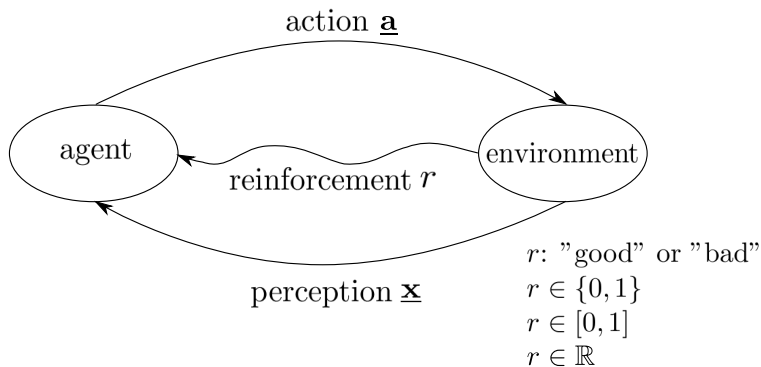 action a
agent
environment
reinforcement r
perception x
r: ”good” or ”bad”
r ∈ {0, 1}
r ∈ [0, 1]
r ∈ ℝ